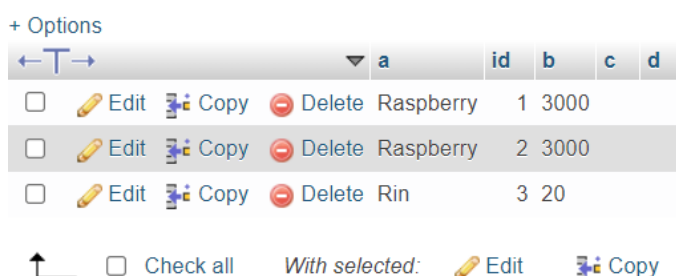 + Options
←T→ a id b c d
Edit Copy Delete Raspberry 1 3000
Edit Copy Delete Raspberry 2 3000
Edit Copy Delete Rin 3 20
Check all With selected: Edit Copy